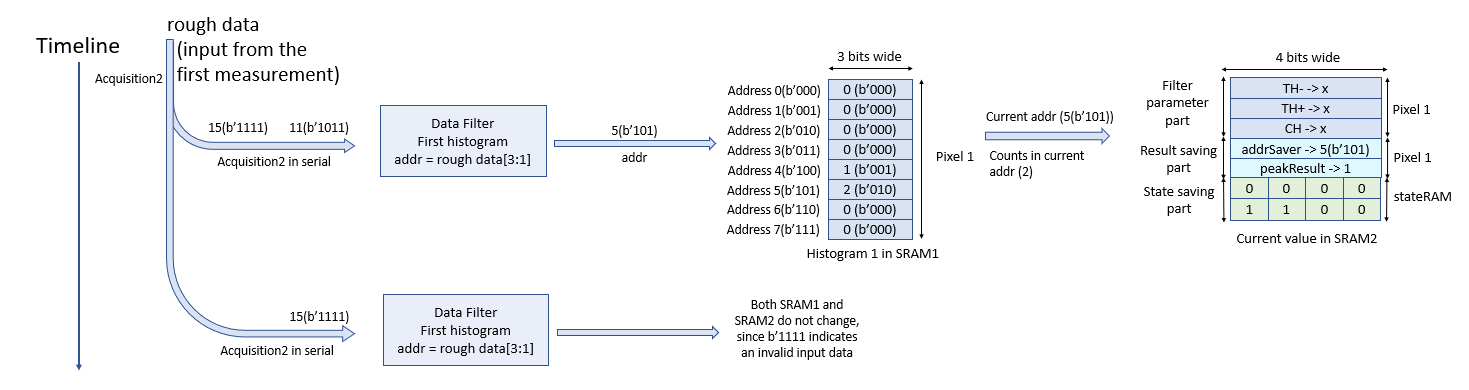 Timeline
rough data
(input from the
first measurement)
Acquisition2
15(b’1111)
11(b’1011)
Acquisition2 in serial
Data Filter
First histogram
addr = rough data[3:1]
5(b’101)
addr
3 bits wide
Address 0(b’000) 0 (b’000)
Address 1(b’001) 0 (b’000)
Address 2(b’010) 0 (b’000)
Address 3(b’011) 0 (b’000)
Address 4(b’100) 1 (b’001)
Address 5(b’101) 2 (b’010)
Address 6(b’110) 0 (b’000)
Address 7(b’111) 0 (b’000)
Pixel 1
Histogram 1 in SRAM1
Current addr (5(b’101))
Counts in current
addr (2)
4 bits wide
Filter
parameter
part
TH- -> x
TH+ -> x
CH -> x
Pixel 1
Result saving
part
addrSaver -> 5(b’101)
peakResult -> 1
Pixel 1
State saving
part
0 0 0 0
1 1 0 0
stateRAM
Current value in SRAM2
15(b’1111)
Acquisition2 in serial
Data Filter
First histogram
addr = rough data[3:1]
Both SRAM1 and
SRAM2 do not change,
since b’1111 indicates
an invalid input data